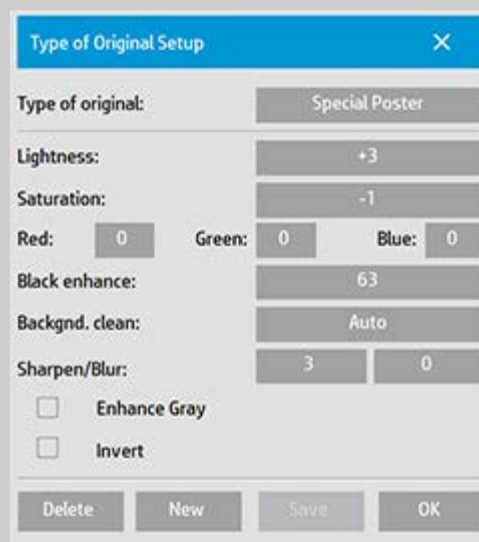 Type of Original Setup
Type of original: Special Poster
Lightness: +3
Saturation: -1
Red: 0 Green: 0 Blue: 0
Black enhance: 63
Backgnd. clean: Auto
Sharpen/Blur: 3 0
Enhance Gray
Invert
Delete New Save OK